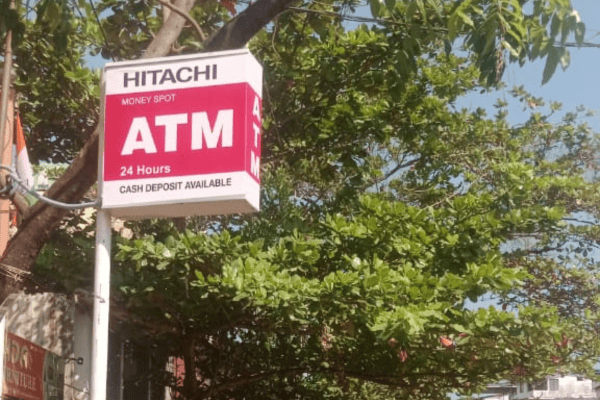 HITACHI
MONEY SPOT
ATM
24 Hours
CASH DEPOSIT AVAILABLE
ATM